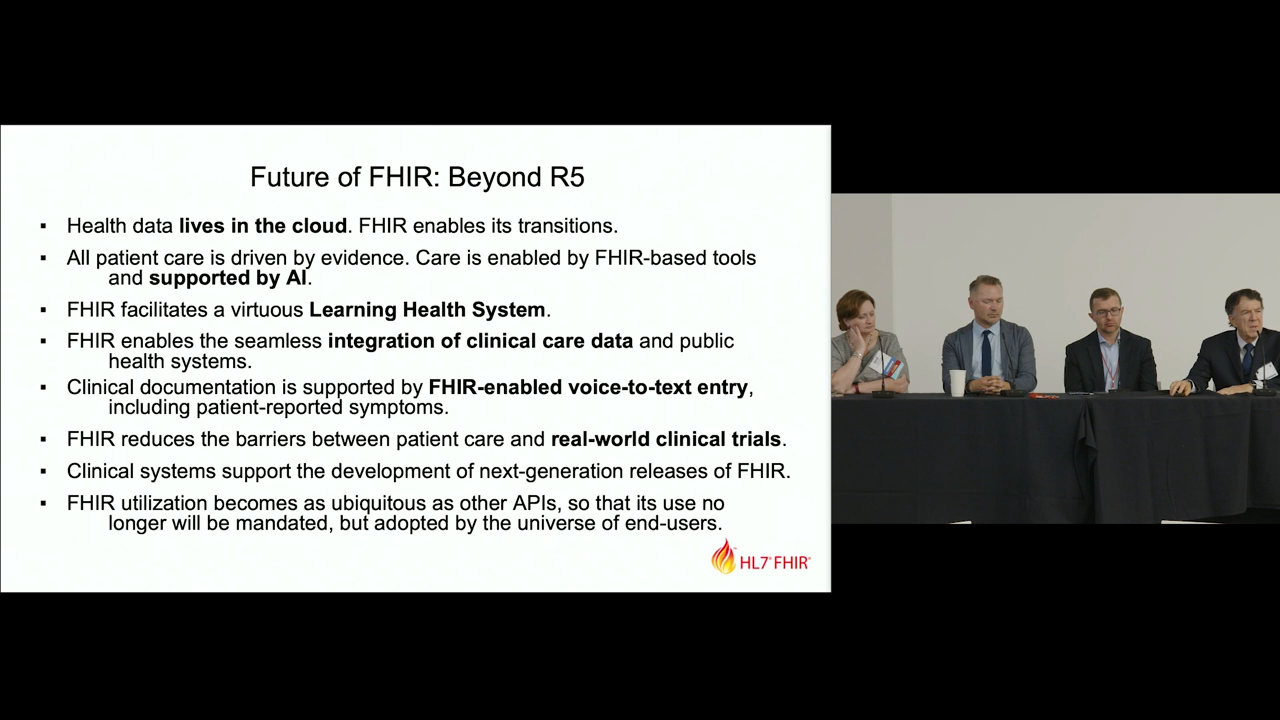 Future of FHIR: Beyond R5
▪ Health data lives in the cloud. FHIR enables its transitions.
▪ All patient care is driven by evidence. Care is enabled by FHIR-based tools
and supported by AI.
▪ FHIR facilitates a virtuous Learning Health System.
▪ FHIR enables the seamless integration of clinical care data and public
health systems.
▪ Clinical documentation is supported by FHIR-enabled voice-to-text entry,
including patient-reported symptoms.
▪ FHIR reduces the barriers between patient care and real-world clinical trials.
▪ Clinical systems support the development of next-generation releases of FHIR.
▪ FHIR utilization becomes as ubiquitous as other APIs, so that its use no
longer will be mandated, but adopted by the universe of end-users.
HL7® FHIR®